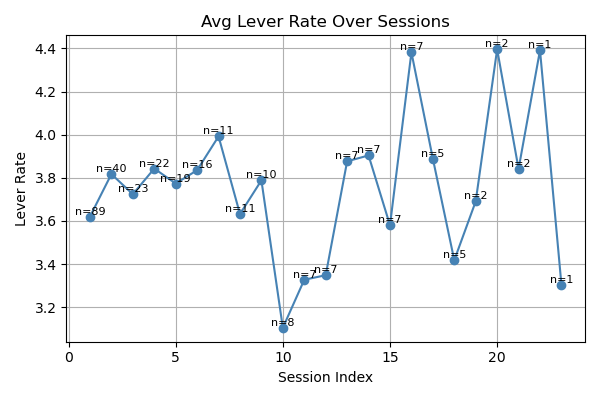 Avg Lever Rate Over Sessions
Lever Rate
4.4
4.2
4.0
3.8
3.6
3.4
3.2
n=89
n=40
n=23
n=22
n=19
n=16
n=11
n=11
n=10
n=8
n=7
n=7
n=7
n=7
n=7
n=7
n=5
n=5
n=2
n=2
n=2
n=1
n=1
0
5
10
15
20
Session Index